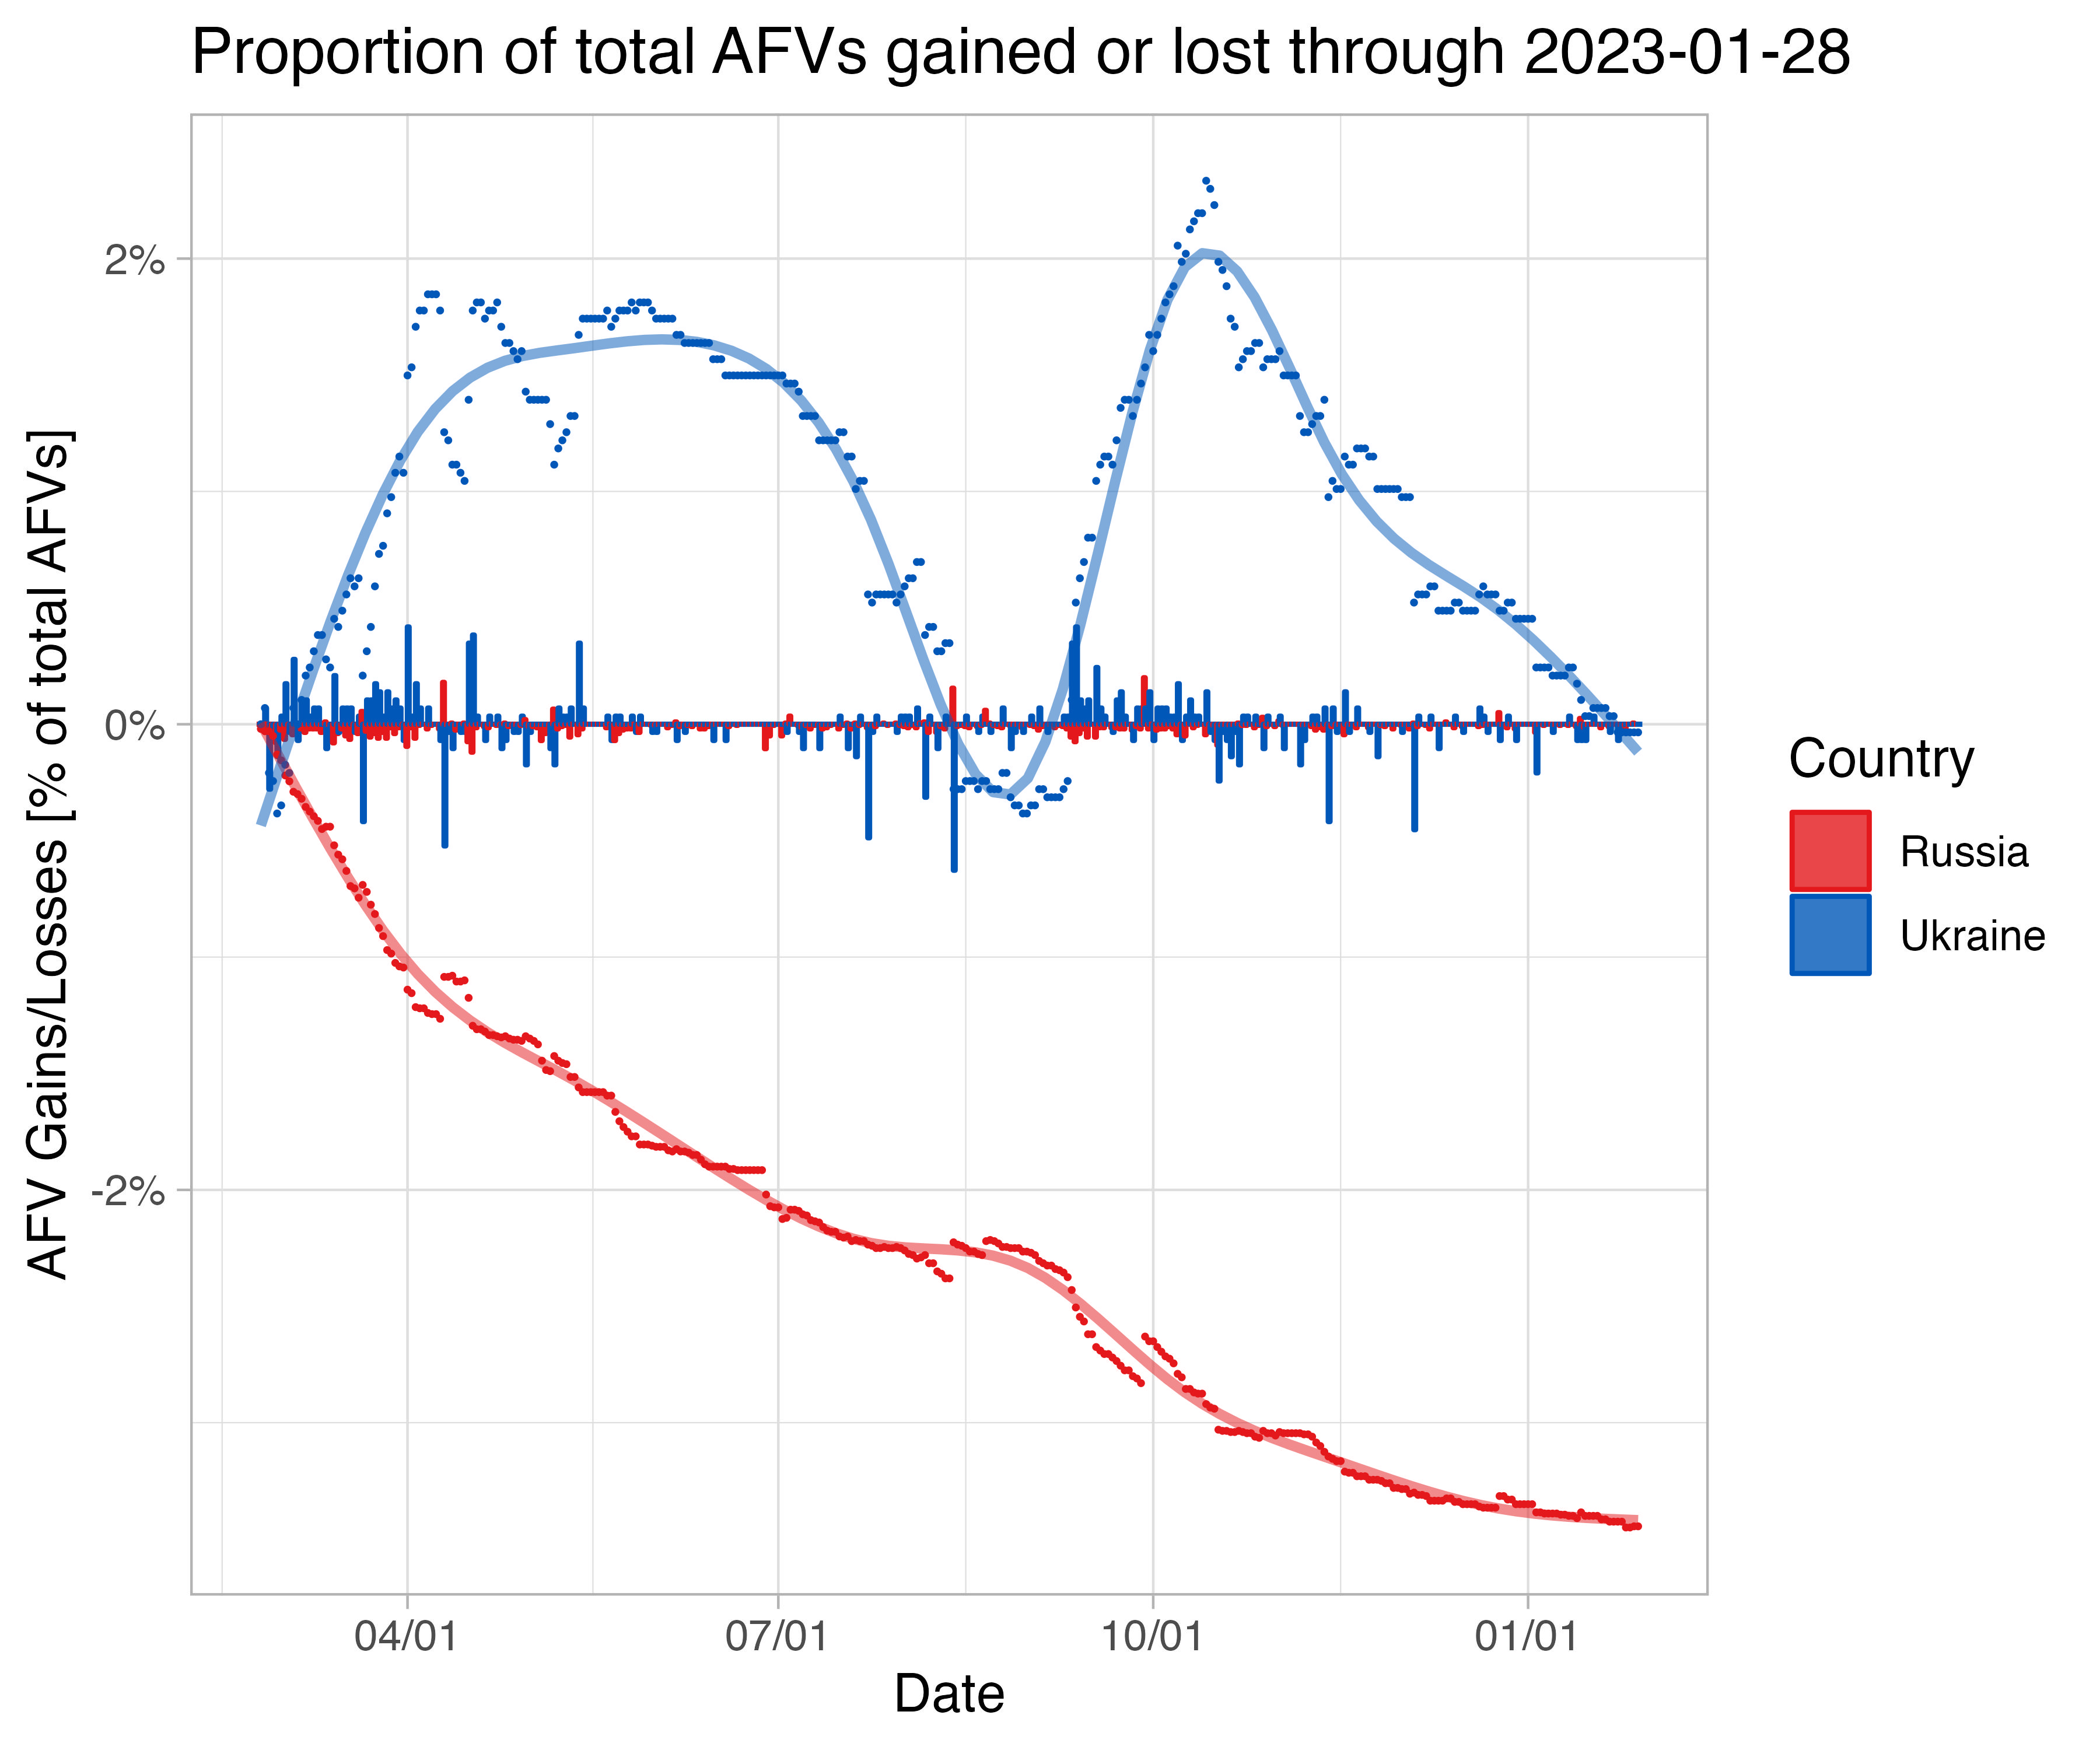 Proportion of total AFVs gained or lost through 2023-01-28
AFV Gains/Losses [% of total AFVs]
2%
0%
-2%
04/01
07/01
10/01
01/01
Date
Country
Russia
Ukraine